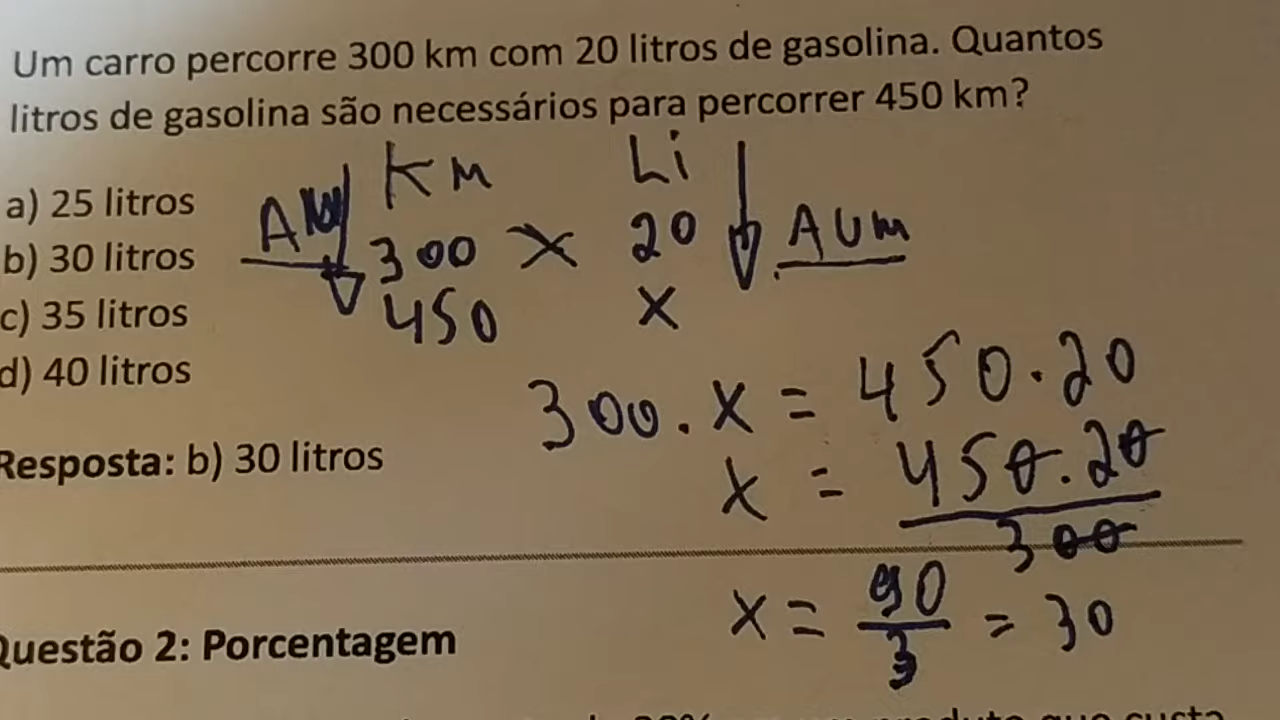 Um carro percorre 300 km com 20 litros de gasolina. Quantos
litros de gasolina são necessários para percorrer 450 km?
a) 25 litros
b) 30 litros
c) 35 litros
d) 40 litros
Km Li
300 X 20 AUM
450 X
300 . X = 450 . 20
X = 450 . 20
300
X = 90 = 30
3
Resposta: b) 30 litros
Questão 2: Porcentagem